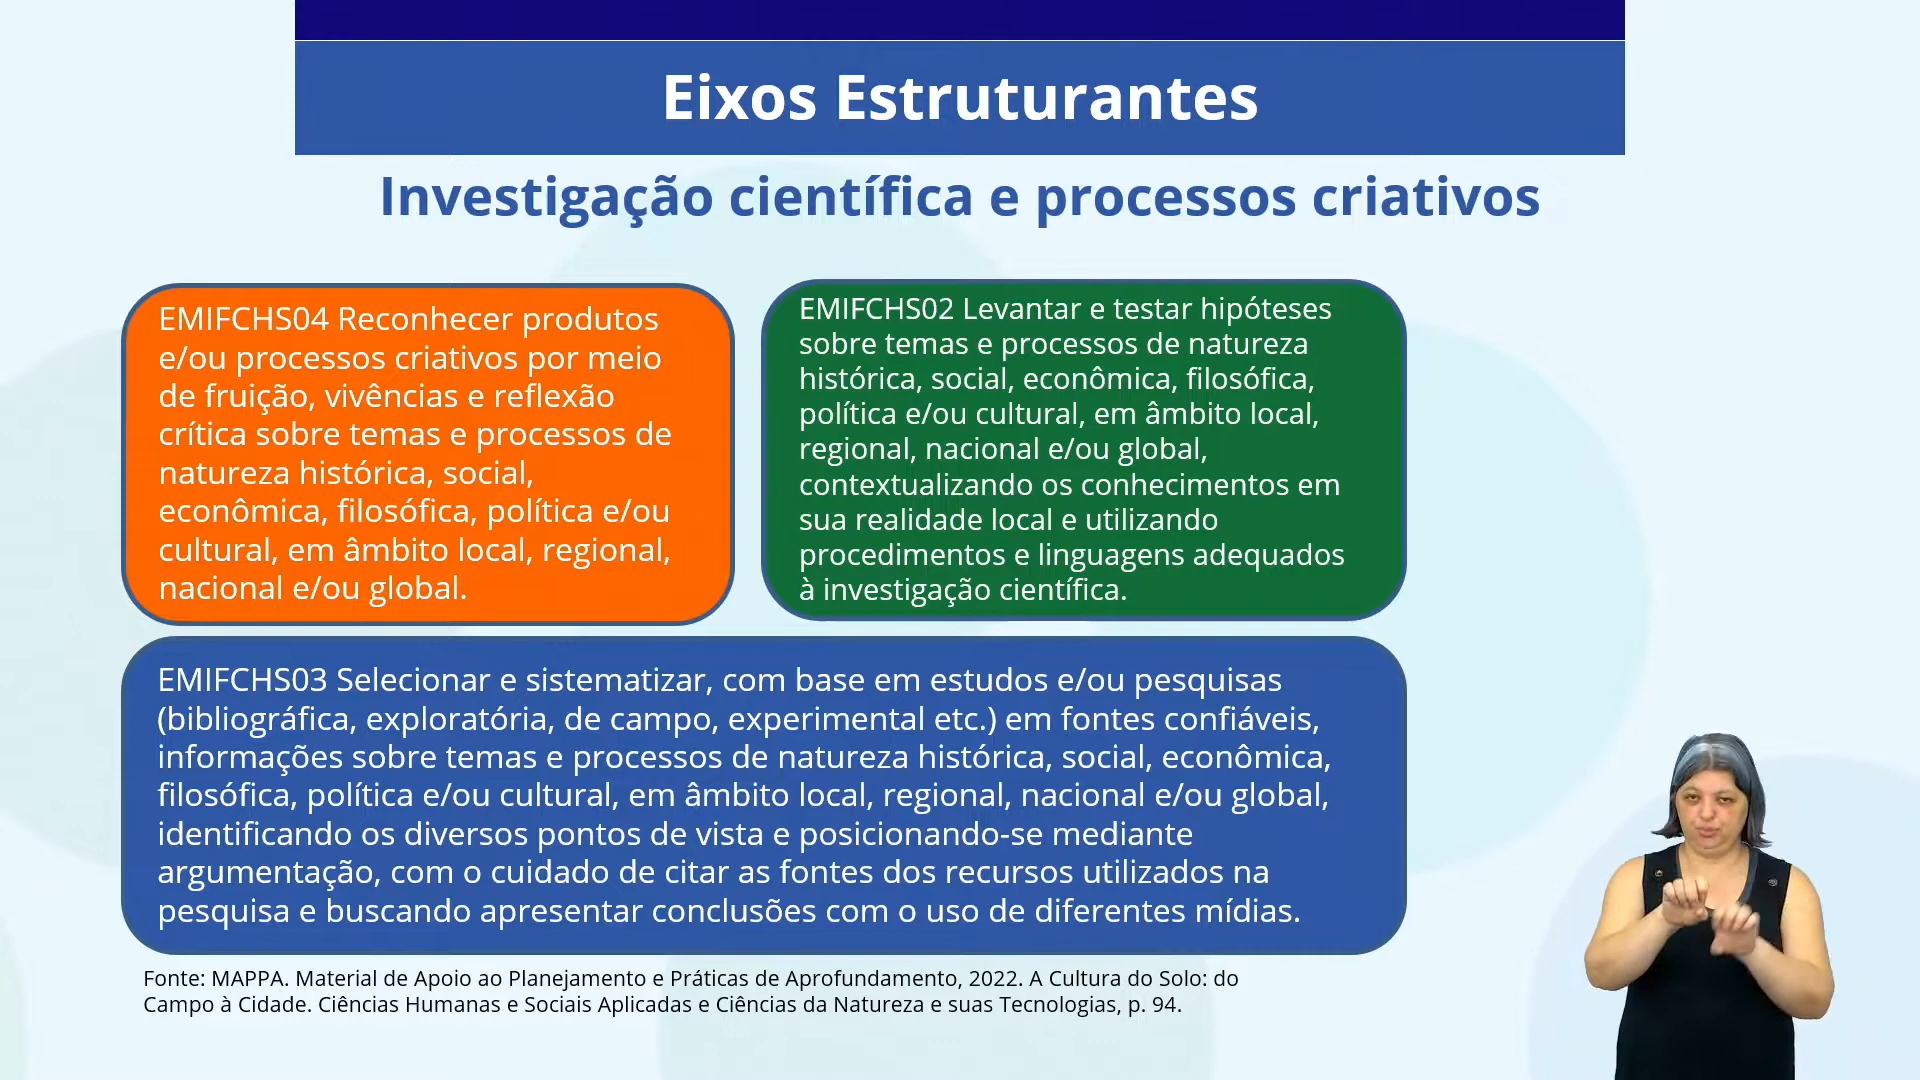 Eixos Estruturantes
Investigação científica e processos criativos
EMIFCHS04 Reconhecer produtos
e/ou processos criativos por meio
de fruição, vivências e reflexão
crítica sobre temas e processos de
natureza histórica, social,
econômica, filosófica, política e/ou
cultural, em âmbito local, regional,
nacional e/ou global.
EMIFCHS02 Levantar e testar hipóteses
sobre temas e processos de natureza
histórica, social, econômica, filosófica,
política e/ou cultural, em âmbito local,
regional, nacional e/ou global,
contextualizando os conhecimentos em
sua realidade local e utilizando
procedimentos e linguagens adequados
à investigação científica.
EMIFCHS03 Selecionar e sistematizar, com base em estudos e/ou pesquisas
(bibliográfica, exploratória, de campo, experimental etc.) em fontes confiáveis,
informações sobre temas e processos de natureza histórica, social, econômica,
filosófica, política e/ou cultural, em âmbito local, regional, nacional e/ou global,
identificando os diversos pontos de vista e posicionando-se mediante
argumentação, com o cuidado de citar as fontes dos recursos utilizados na
pesquisa e buscando apresentar conclusões com o uso de diferentes mídias.
Fonte: MAPPA. Material de Apoio ao Planejamento e Práticas de Aprofundamento, 2022. A Cultura do Solo: do
Campo à Cidade. Ciências Humanas e Sociais Aplicadas e Ciências da Natureza e suas Tecnologias, p. 94.